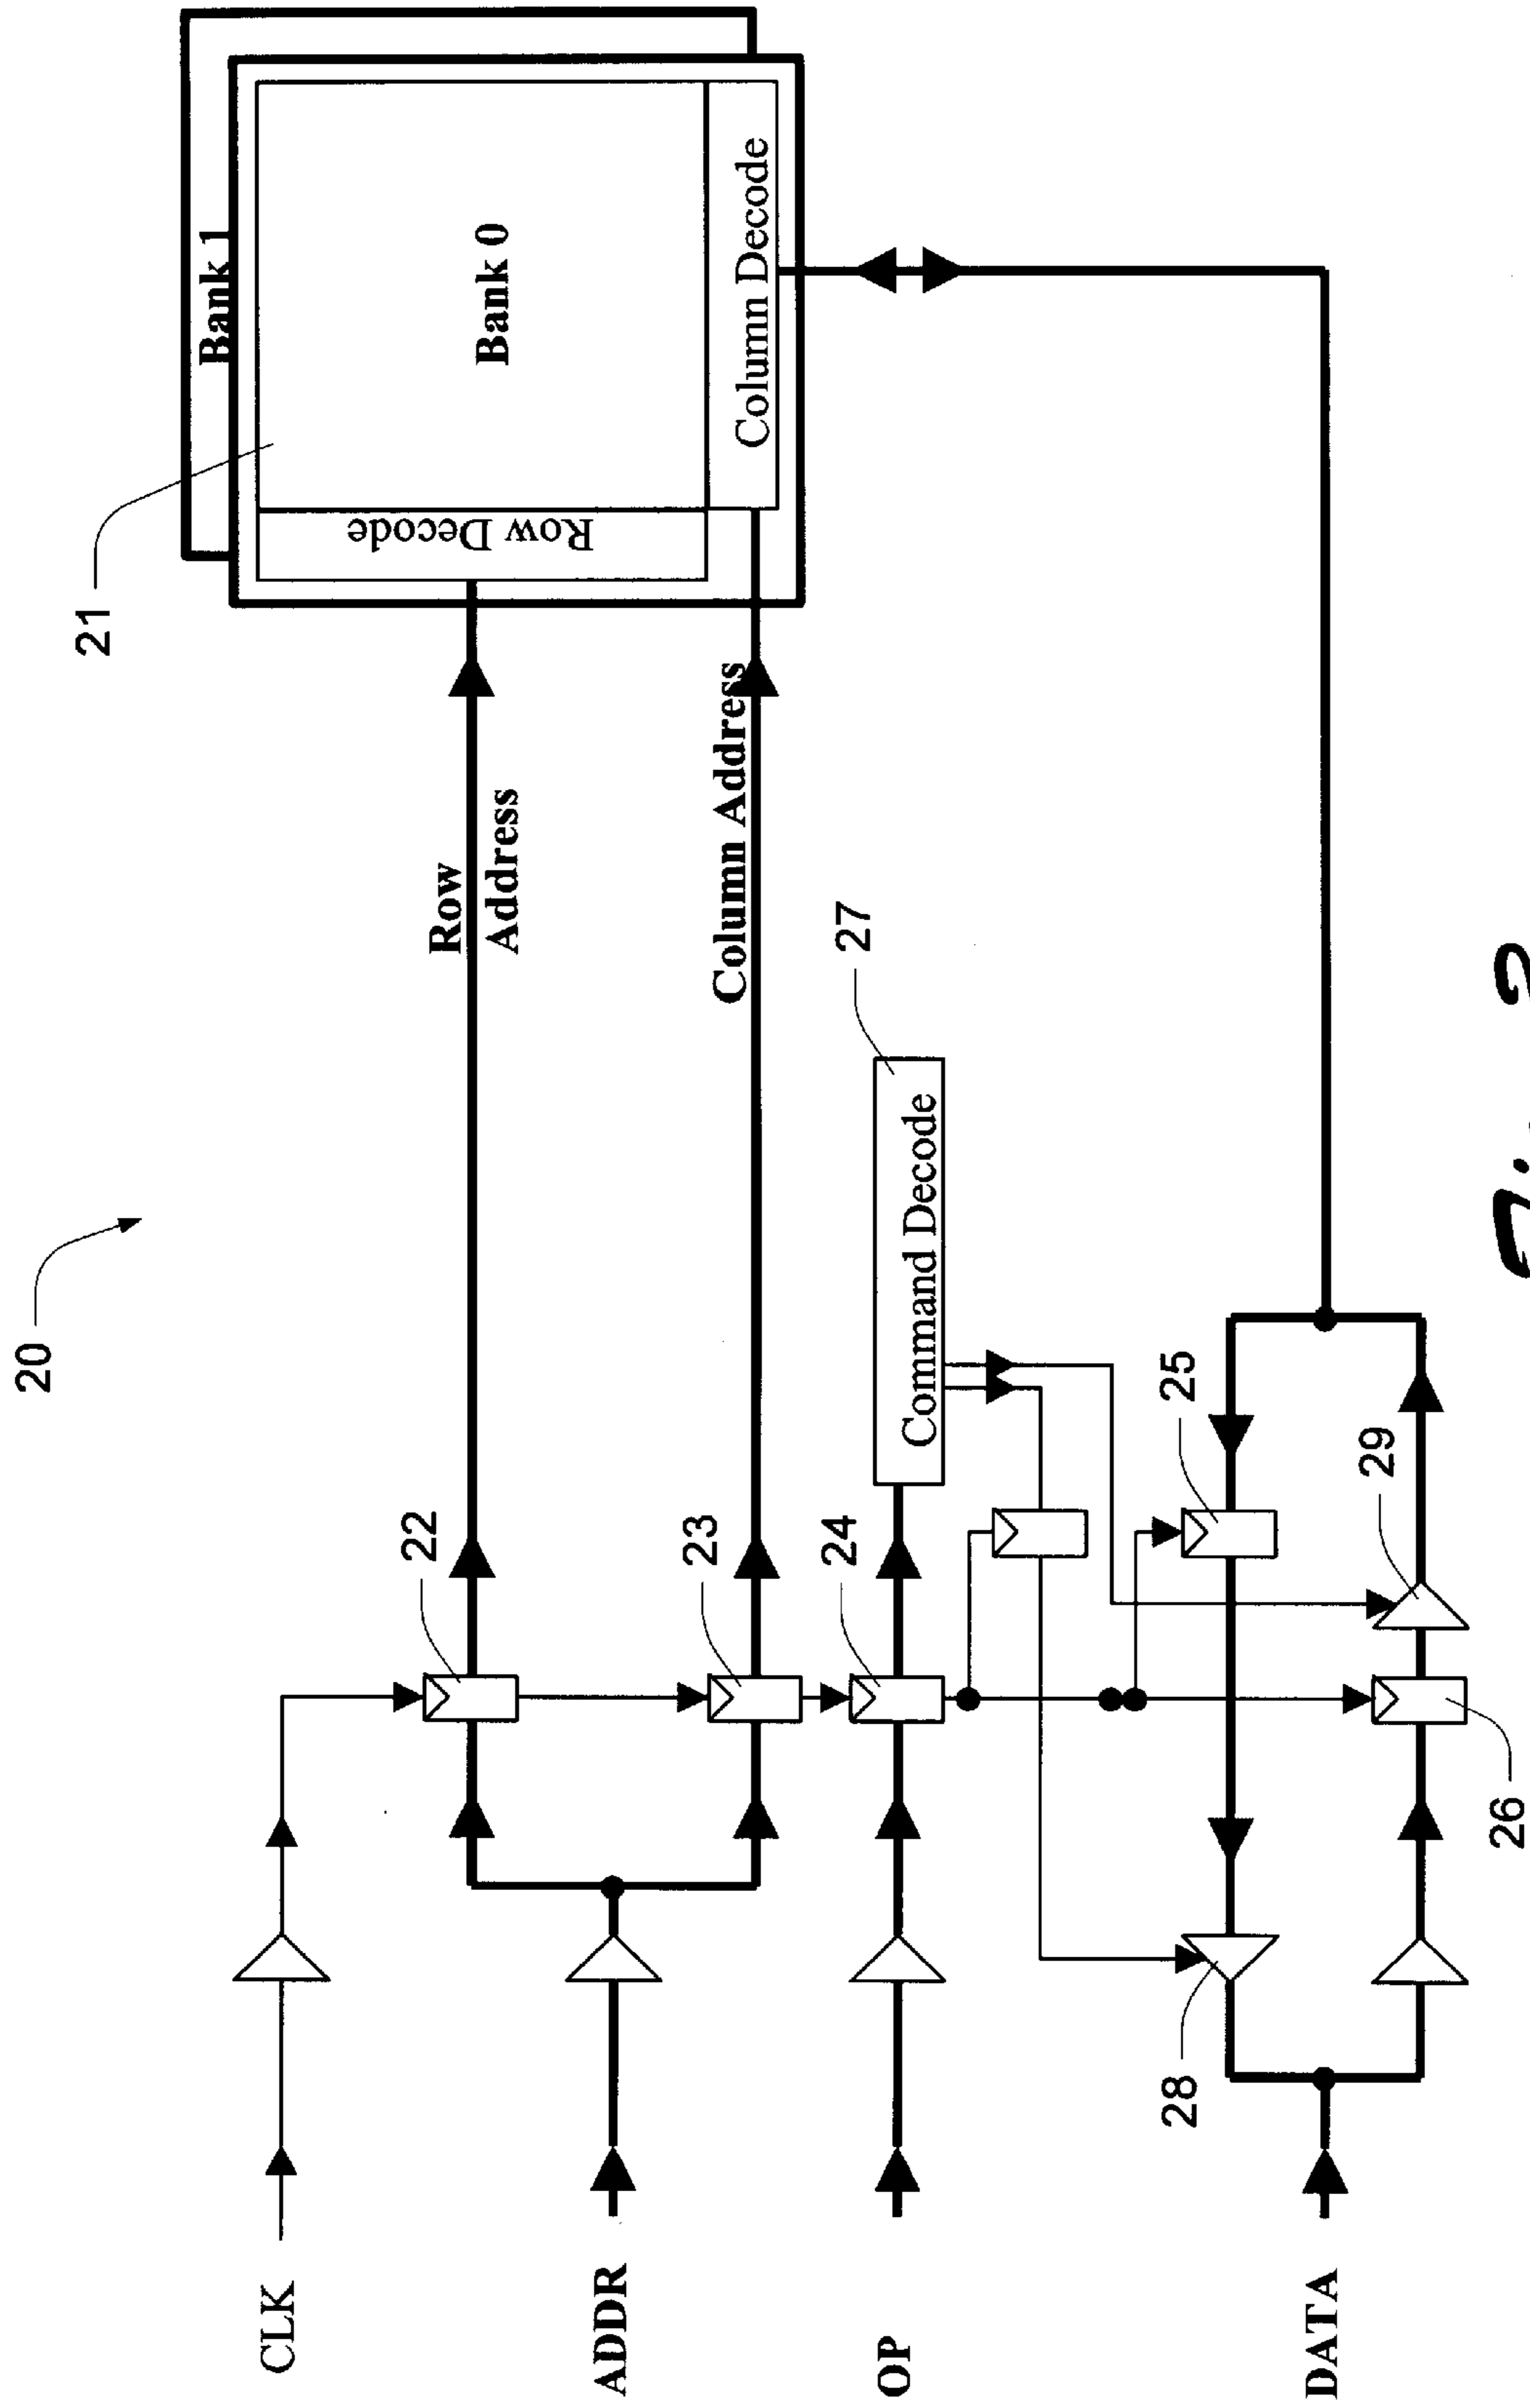 20
21
Bank 1
Bank 0
Row Decode
Column Decode
Row
Address
Column Address
22
23
24
27
Command Decode
25
29
28
26
CLK
ADDR
OP
DATA